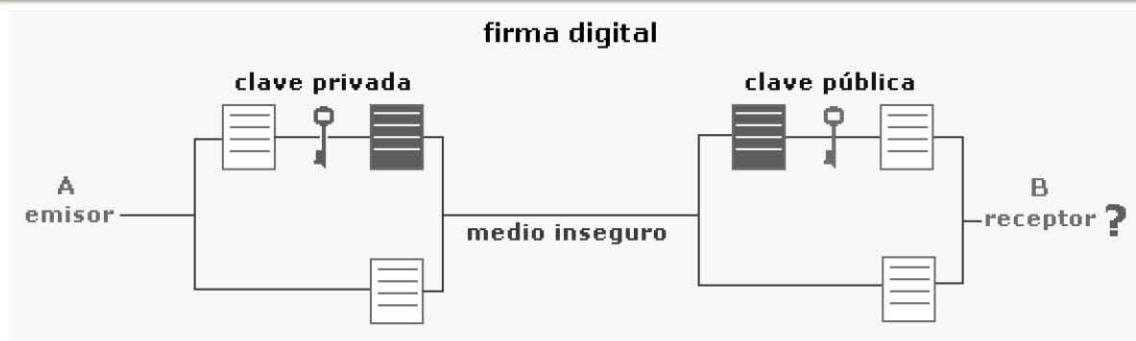 firma digital
clave privada
clave pública
A
emisor
medio inseguro
B
receptor ?